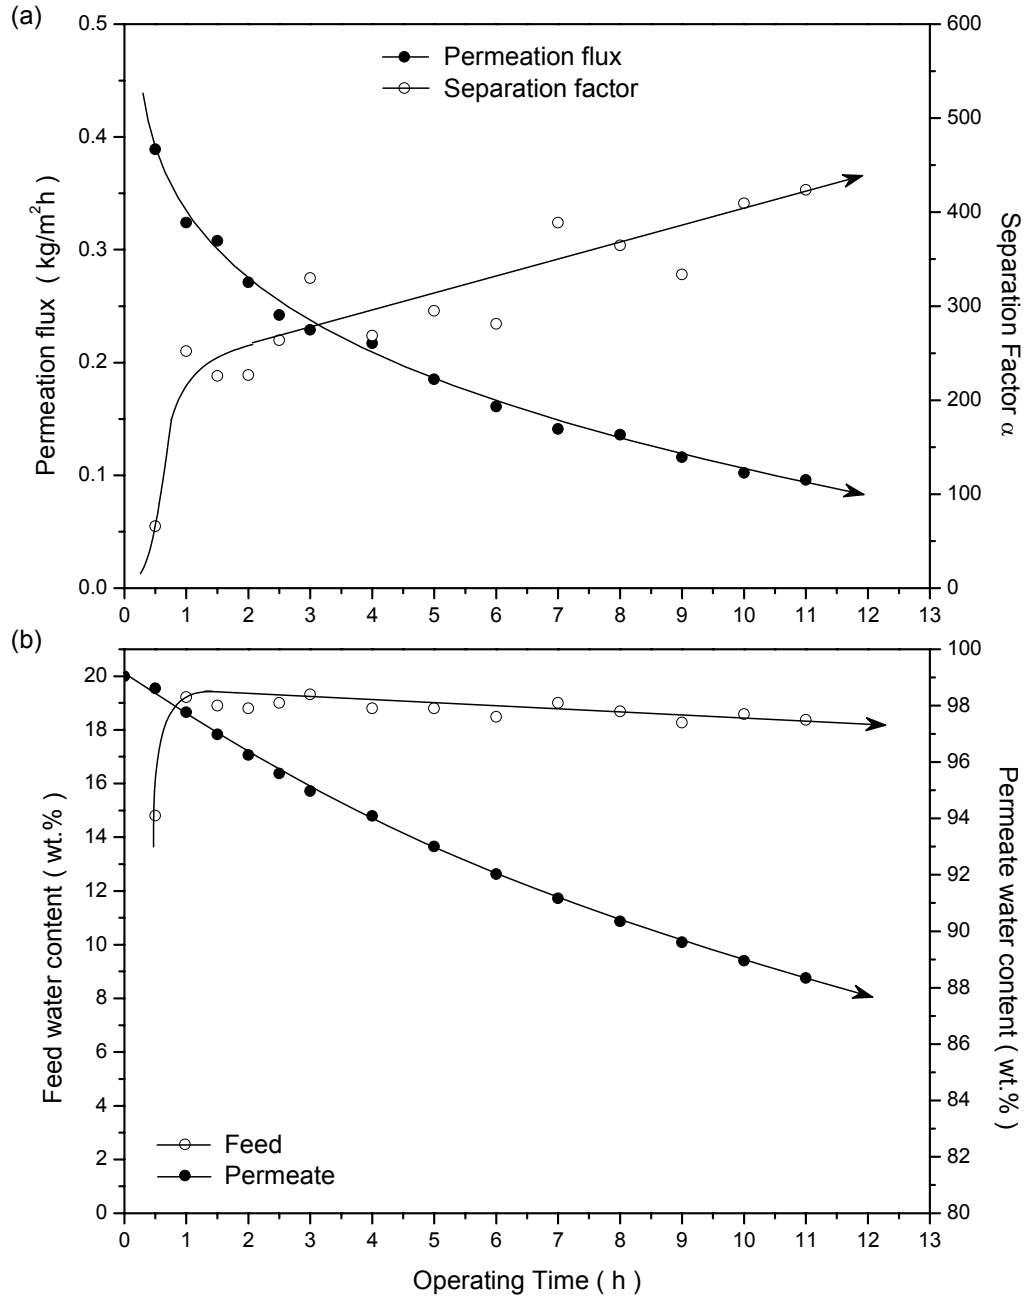 (a)
Permeation flux
Separation factor
0.5
0.4
0.3
0.2
0.1
0.0
Permeation flux ( kg/m²h )
600
500
400
300
200
100
0
Separation Factor α
0 1 2 3 4 5 6 7 8 9 10 11 12 13
(b)
20
18
16
14
12
10
8
6
4
2
0
Feed water content ( wt.% )
100
98
96
94
92
90
88
86
84
82
80
Permeate water content ( wt.% )
Feed
Permeate
0 1 2 3 4 5 6 7 8 9 10 11 12 13
Operating Time ( h )